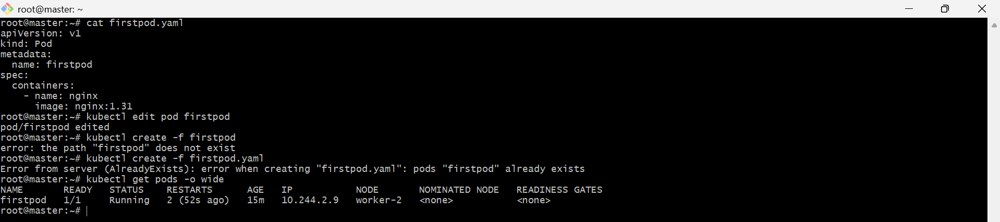 root@master: ~
root@master:~# cat firstpod.yaml
apiVersion: v1
kind: Pod
metadata:
  name: firstpod
spec:
  containers:
    - name: nginx
      image: nginx:1.31
root@master:~# kubectl edit pod firstpod
pod/firstpod edited
root@master:~# kubectl create -f firstpod
error: the path "firstpod" does not exist
root@master:~# kubectl create -f firstpod.yaml
Error from server (AlreadyExists): error when creating "firstpod.yaml": pods "firstpod" already exists
root@master:~# kubectl get pods -o wide
NAME       READY   STATUS    RESTARTS      AGE   IP           NODE       NOMINATED NODE   READINESS GATES
firstpod   1/1     Running   2 (52s ago)   15m   10.244.2.9   worker-2   <none>           <none>
root@master:~#